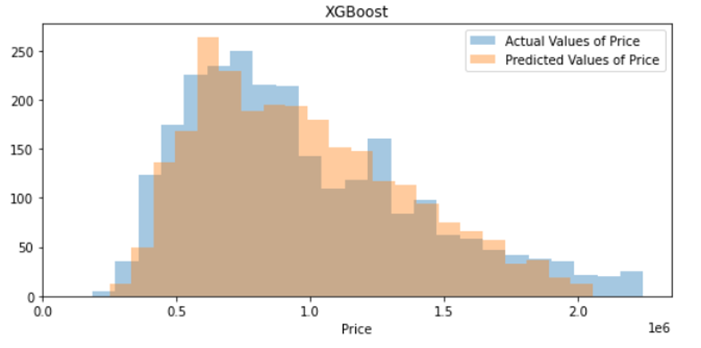 XGBoost
Actual Values of Price
Predicted Values of Price
250
200
150
100
50
0
0.0 0.5 1.0 1.5 2.0
1e6
Price